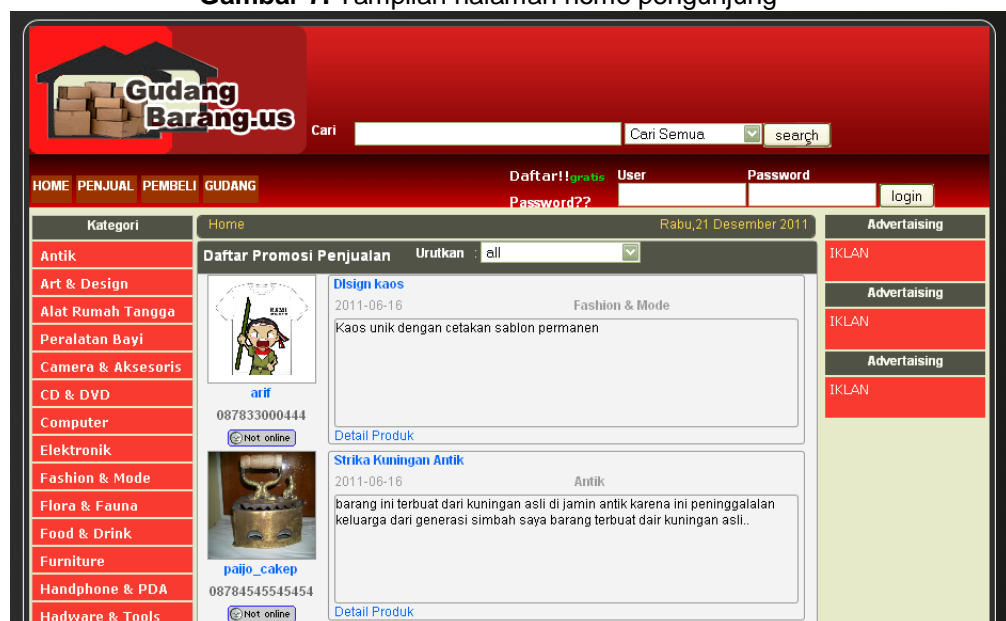 Gambar 7. Tampilan halaman home pengunjung
Gudang
Barang.us
Cari
Cari Semua
search
HOME PENJUAL PEMBELI GUDANG
Daftar!!gratis User Password
Password??
login
Kategori
Antik
Art & Design
Alat Rumah Tangga
Peralatan Bayi
Camera & Aksesoris
CD & DVD
Computer
Elektronik
Fashion & Mode
Flora & Fauna
Food & Drink
Furniture
Handphone & PDA
Hadware & Tools
Home
Rabu,21 Desember 2011
Daftar Promosi Penjualan Urutkan : all
DIsign kaos
2011-06-16 Fashion & Mode
Kaos unik dengan cetakan sablon permanen
arif
087833000444
Not online
Detail Produk
Strika Kuningan Antik
2011-06-16 Antik
barang ini terbuat dari kuningan asli di jamin antik karena ini peninggalalan
keluarga dari generasi simbah saya barang terbuat dair kuningan asli..
paijo_cakep
08784545545454
Not online
Detail Produk
Advertaising
IKLAN
Advertaising
IKLAN
Advertaising
IKLAN